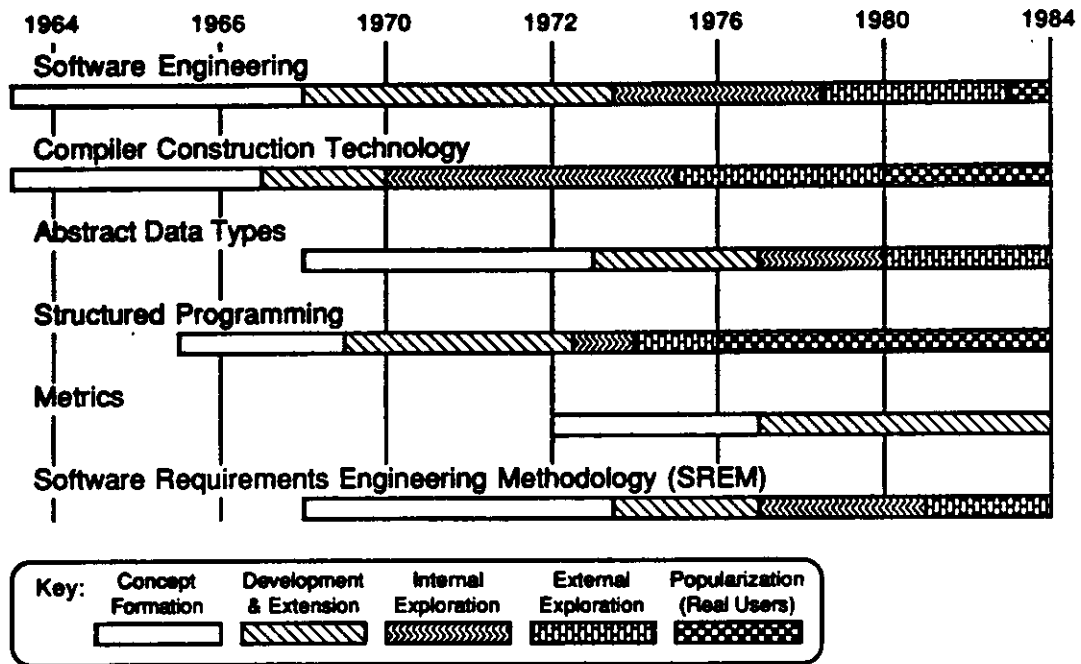 1964 1966 1970 1972 1976 1980 1984
Software Engineering
Compiler Construction Technology
Abstract Data Types
Structured Programming
Metrics
Software Requirements Engineering Methodology (SREM)
Key: Concept Development Internal External Popularization
Formation & Extension Exploration Exploration (Real Users)